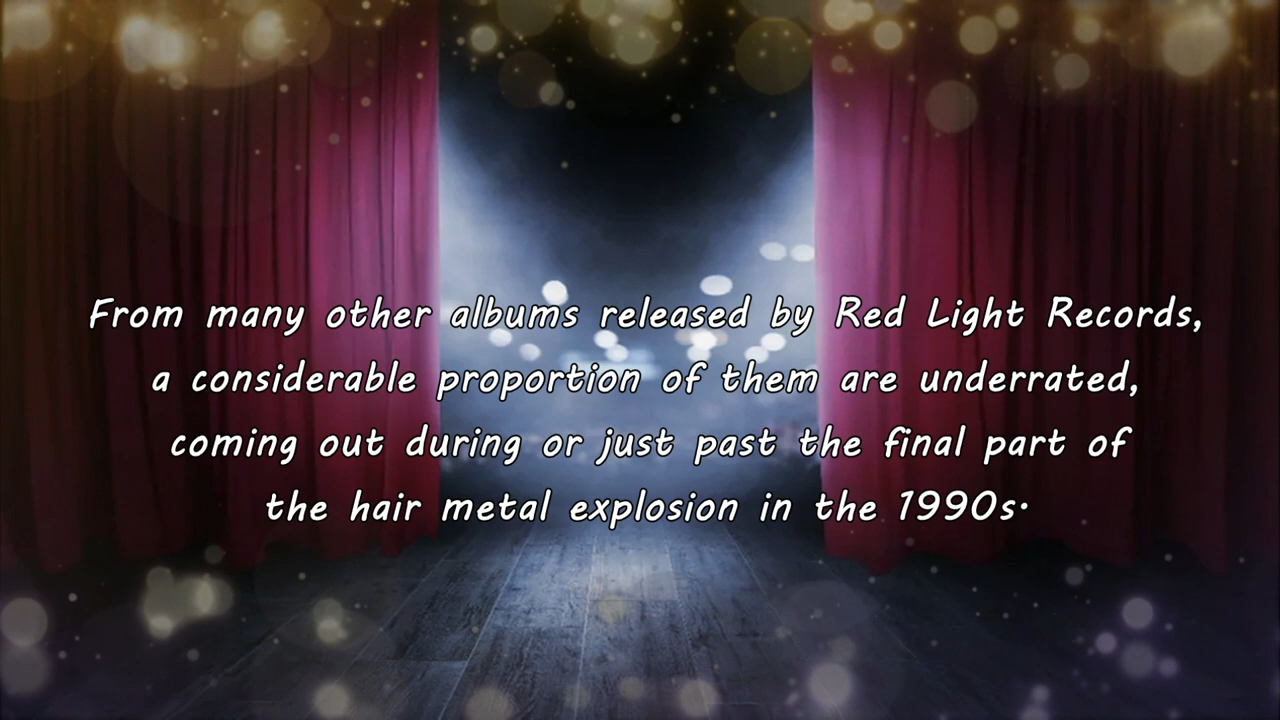 From many other albums released by Red Light Records,
a considerable proportion of them are underrated,
coming out during or just past the final part of
the hair metal explosion in the 1990s.